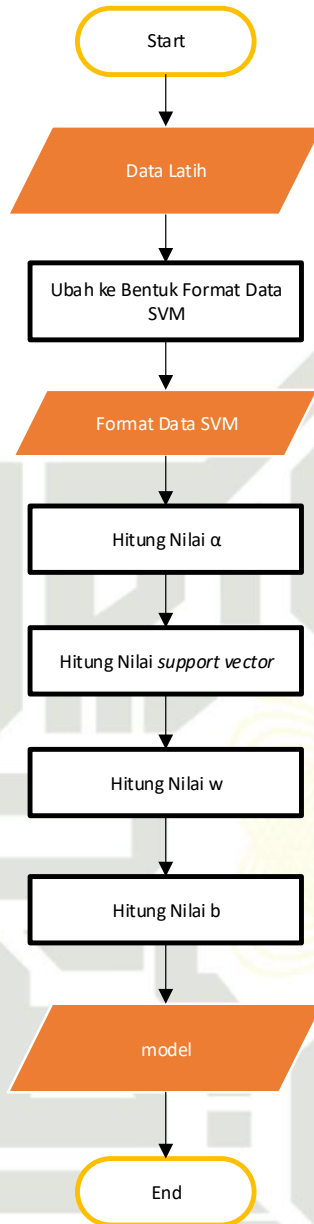 Start
Data Latih
Ubah ke Bentuk Format Data
SVM
Format Data SVM
Hitung Nilai α
Hitung Nilai support vector
Hitung Nilai w
Hitung Nilai b
model
End